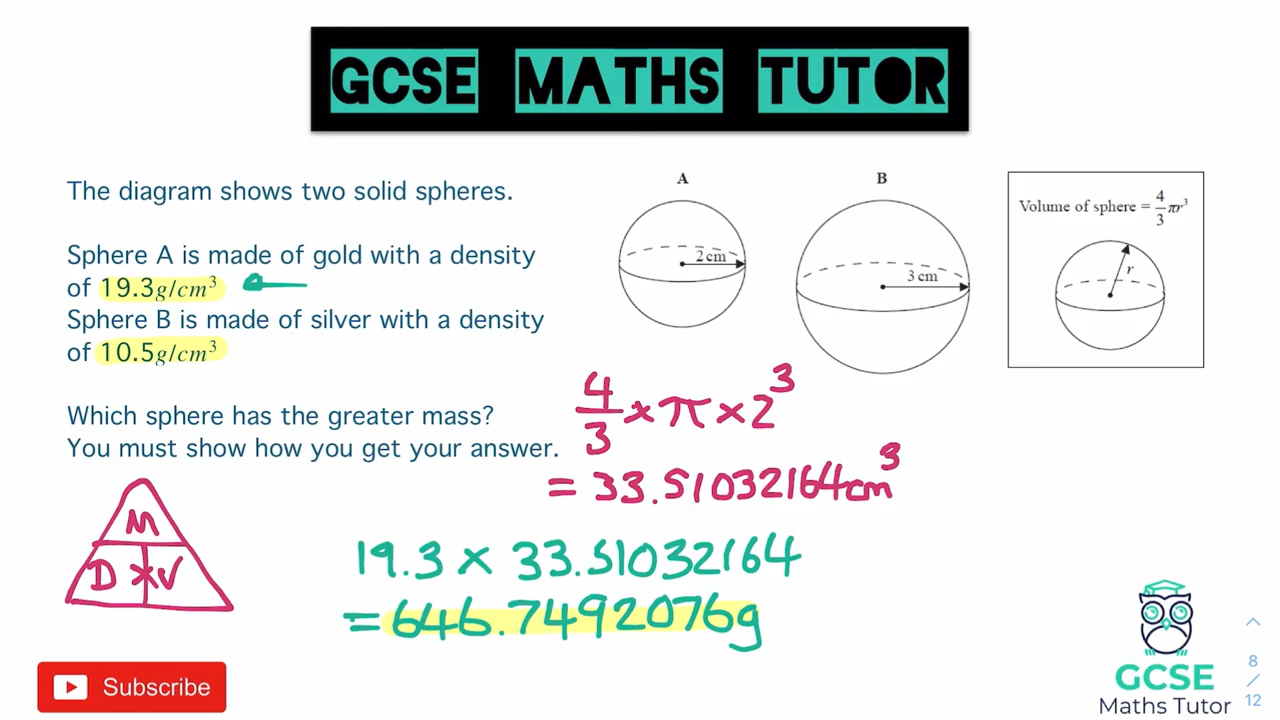 GCSE MATHS TUTOR
The diagram shows two solid spheres.
Sphere A is made of gold with a density
of 19.3g/cm³
Sphere B is made of silver with a density
of 10.5g/cm³
Which sphere has the greater mass?
You must show how you get your answer.
A
2 cm
B
3 cm
Volume of sphere = 4/3 πr³
r
4/3 × π × 2³
= 33.51032164cm³
M
D × V
19.3 × 33.51032164
= 646.7492076g
Subscribe
GCSE
Maths Tutor
8
/
12